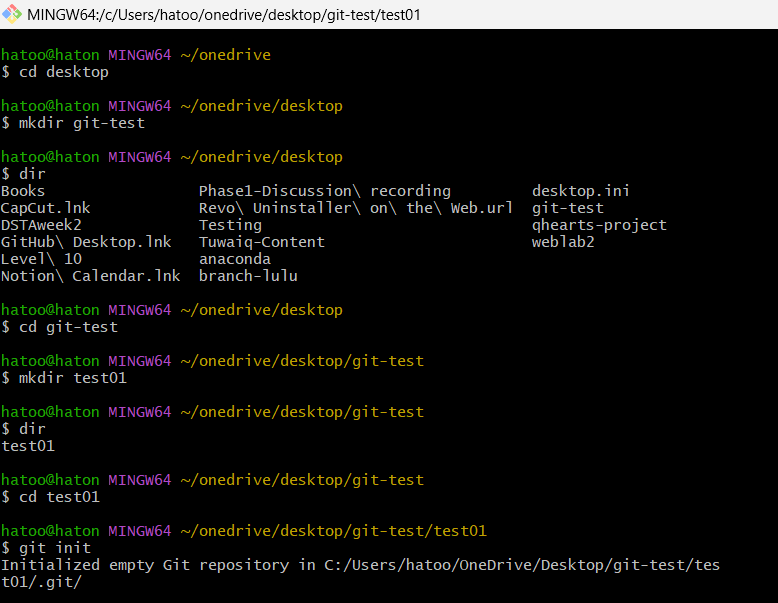 MINGW64:/c/Users/hatoo/onedrive/desktop/git-test/test01
hatoo@haton MINGW64 ~/onedrive
$ cd desktop
hatoo@haton MINGW64 ~/onedrive/desktop
$ mkdir git-test
hatoo@haton MINGW64 ~/onedrive/desktop
$ dir
Books                 Phase1-Discussion\ recording         desktop.ini
CapCut.lnk            Revo\ Uninstaller\ on\ the\ Web.url  git-test
DSTAweek2             Testing                              qhearts-project
GitHub\ Desktop.lnk   Tuwaiq-Content                       weblab2
Level\ 10             anaconda
Notion\ Calendar.lnk  branch-lulu
hatoo@haton MINGW64 ~/onedrive/desktop
$ cd git-test
hatoo@haton MINGW64 ~/onedrive/desktop/git-test
$ mkdir test01
hatoo@haton MINGW64 ~/onedrive/desktop/git-test
$ dir
test01
hatoo@haton MINGW64 ~/onedrive/desktop/git-test
$ cd test01
hatoo@haton MINGW64 ~/onedrive/desktop/git-test/test01
$ git init
Initialized empty Git repository in C:/Users/hatoo/OneDrive/Desktop/git-test/tes
t01/.git/